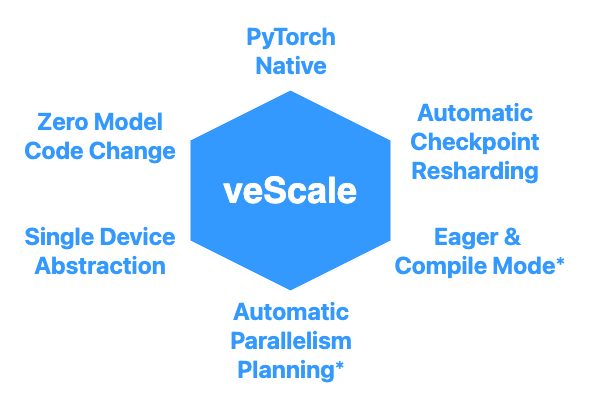 PyTorch
Native
Zero Model
Code Change
Automatic
Checkpoint
Resharding
veScale
Single Device
Abstraction
Eager &
Compile Mode*
Automatic
Parallelism
Planning*